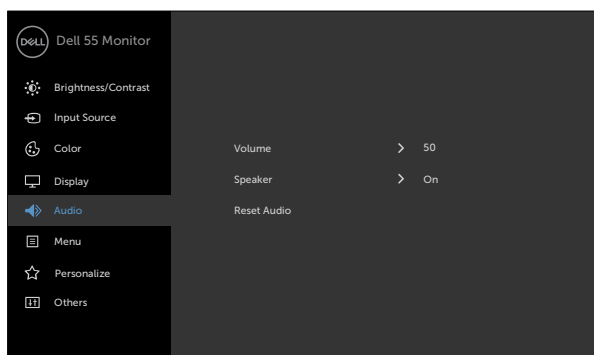 DELL Dell 55 Monitor
Brightness/Contrast
Input Source
Color
Volume 50
Display
Speaker On
Audio
Reset Audio
Menu
Personalize
Others